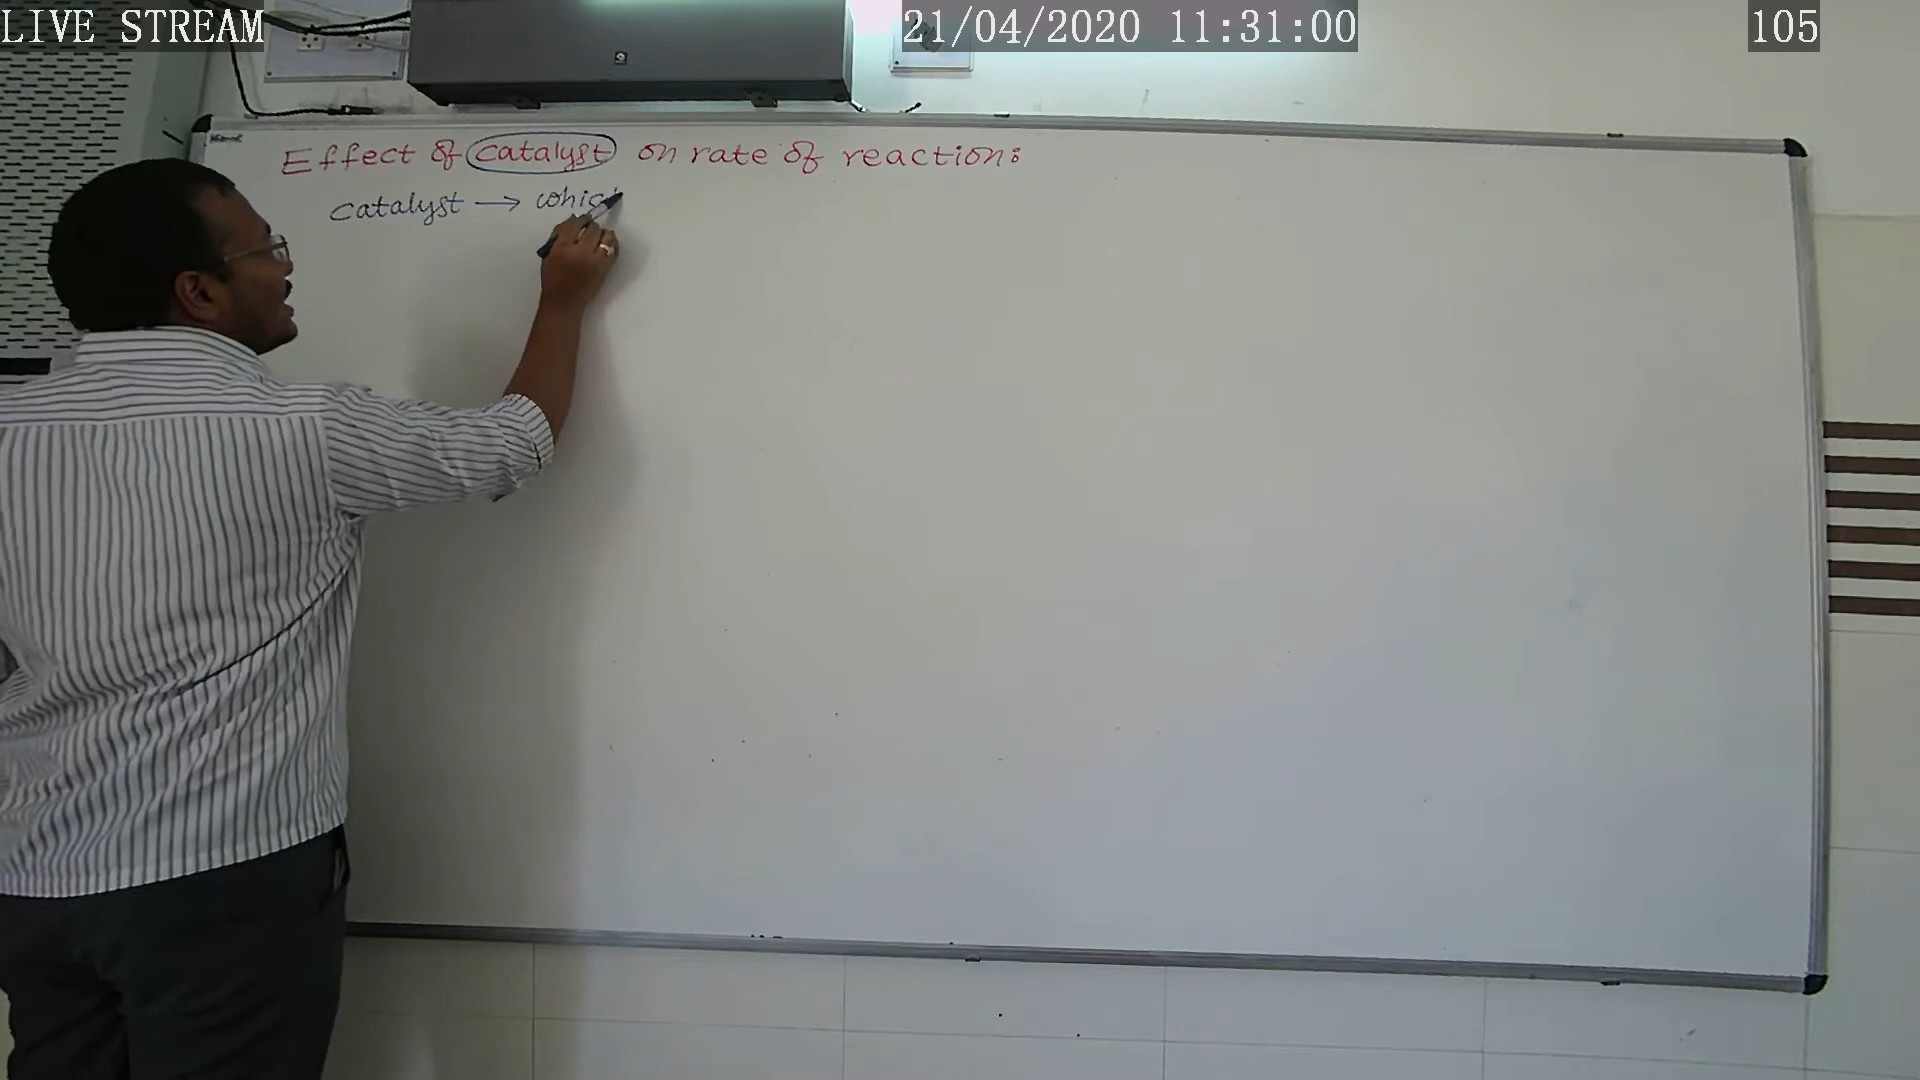 LIVE STREAM 21/04/2020 11:31:00 105
Effect of catalyst on rate of reaction:
catalyst → which